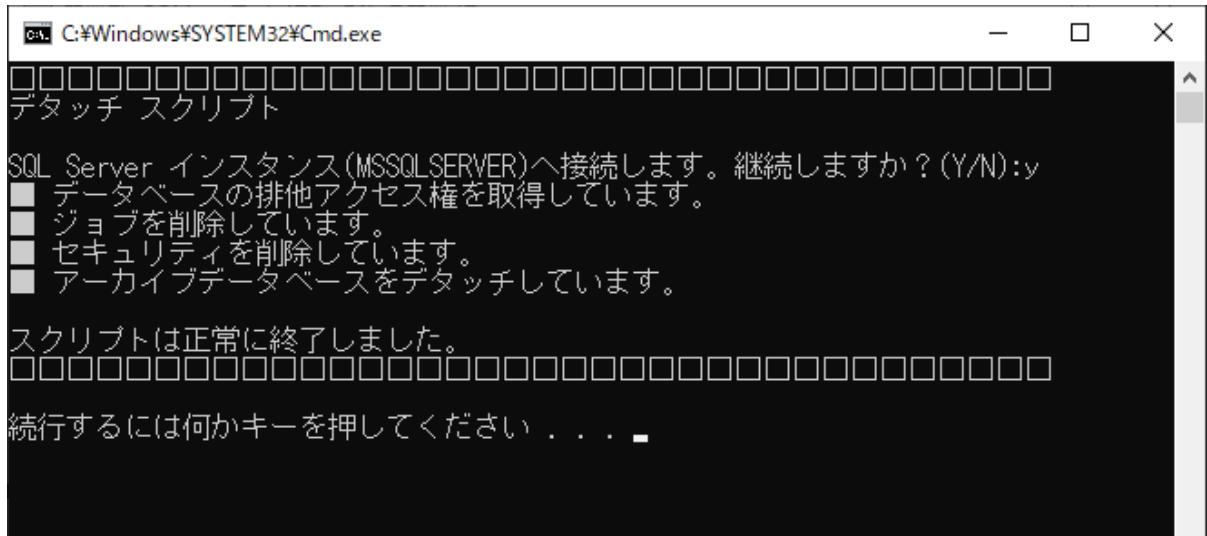 C:¥Windows¥SYSTEM32¥Cmd.exe
□□□□□□□□□□□□□□□□□□□□□□□□□□□□□□□□□□□□
デタッチ スクリプト
SQL Server インスタンス(MSSQLSERVER)へ接続します。継続しますか？(Y/N):y
■ データベースの排他アクセス権を取得しています。
■ ジョブを削除しています。
■ セキュリティを削除しています。
■ アーカイブデータベースをデタッチしています。
スクリプトは正常に終了しました。
□□□□□□□□□□□□□□□□□□□□□□□□□□□□□□□□□□□□
続行するには何かキーを押してください . . .